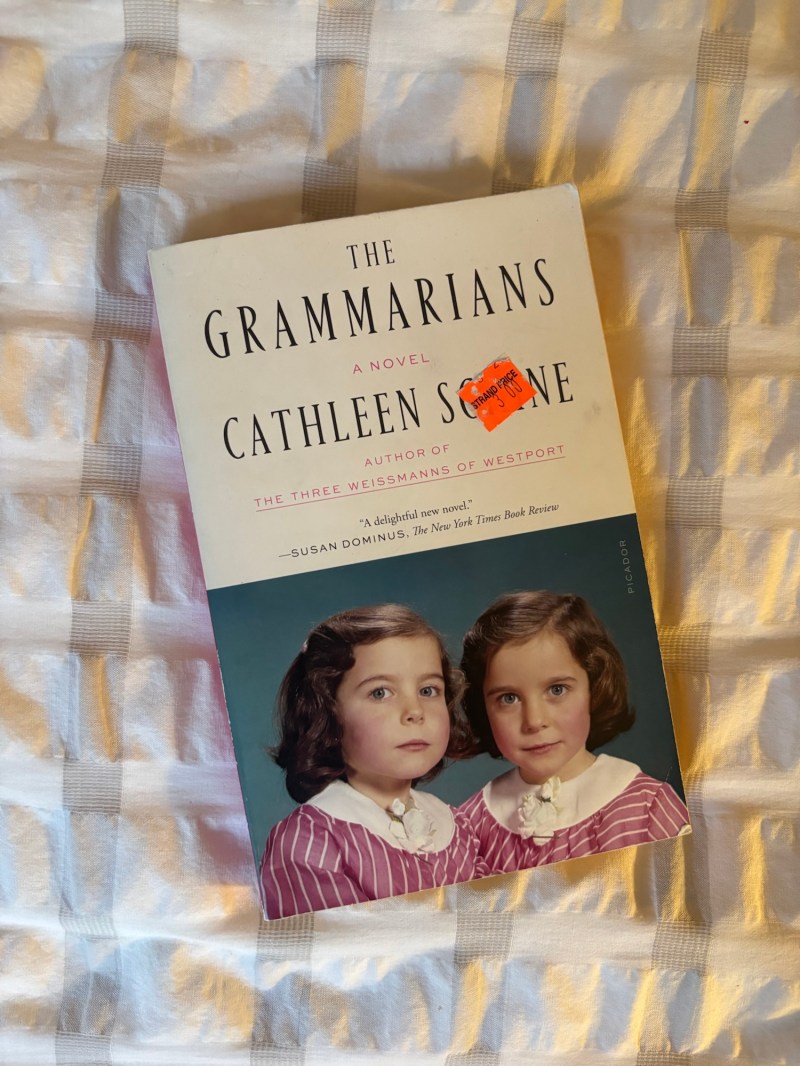 THE
GRAMMARIANS
A NOVEL
CATHLEEN SC NE
STRAND PRICE
AUTHOR OF
THE THREE WEISSMANNS OF WESTPORT
“A delightful new novel.”
—SUSAN DOMINUS, The New York Times Book Review
PICADOR